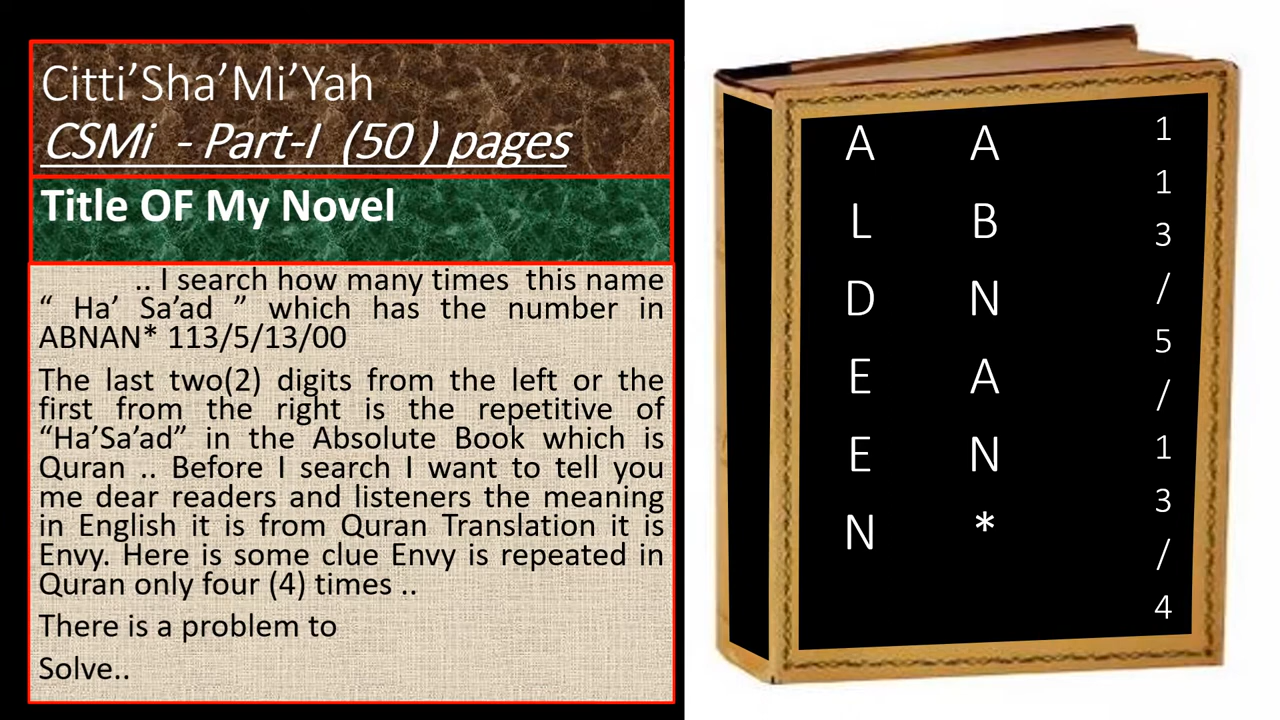 Citti’Sha’Mi’Yah
CSMi - Part-I (50 ) pages
Title OF My Novel
.. I search how many times this name
“ Ha’ Sa’ad ” which has the number in
ABNAN* 113/5/13/00
The last two(2) digits from the left or the
first from the right is the repetitive of
“Ha’Sa’ad” in the Absolute Book which is
Quran .. Before I search I want to tell you
me dear readers and listeners the meaning
in English it is from Quran Translation it is
Envy. Here is some clue Envy is repeated in
Quran only four (4) times ..
There is a problem to
Solve..
ALDEEN
ABNAN*
113/5/13/4